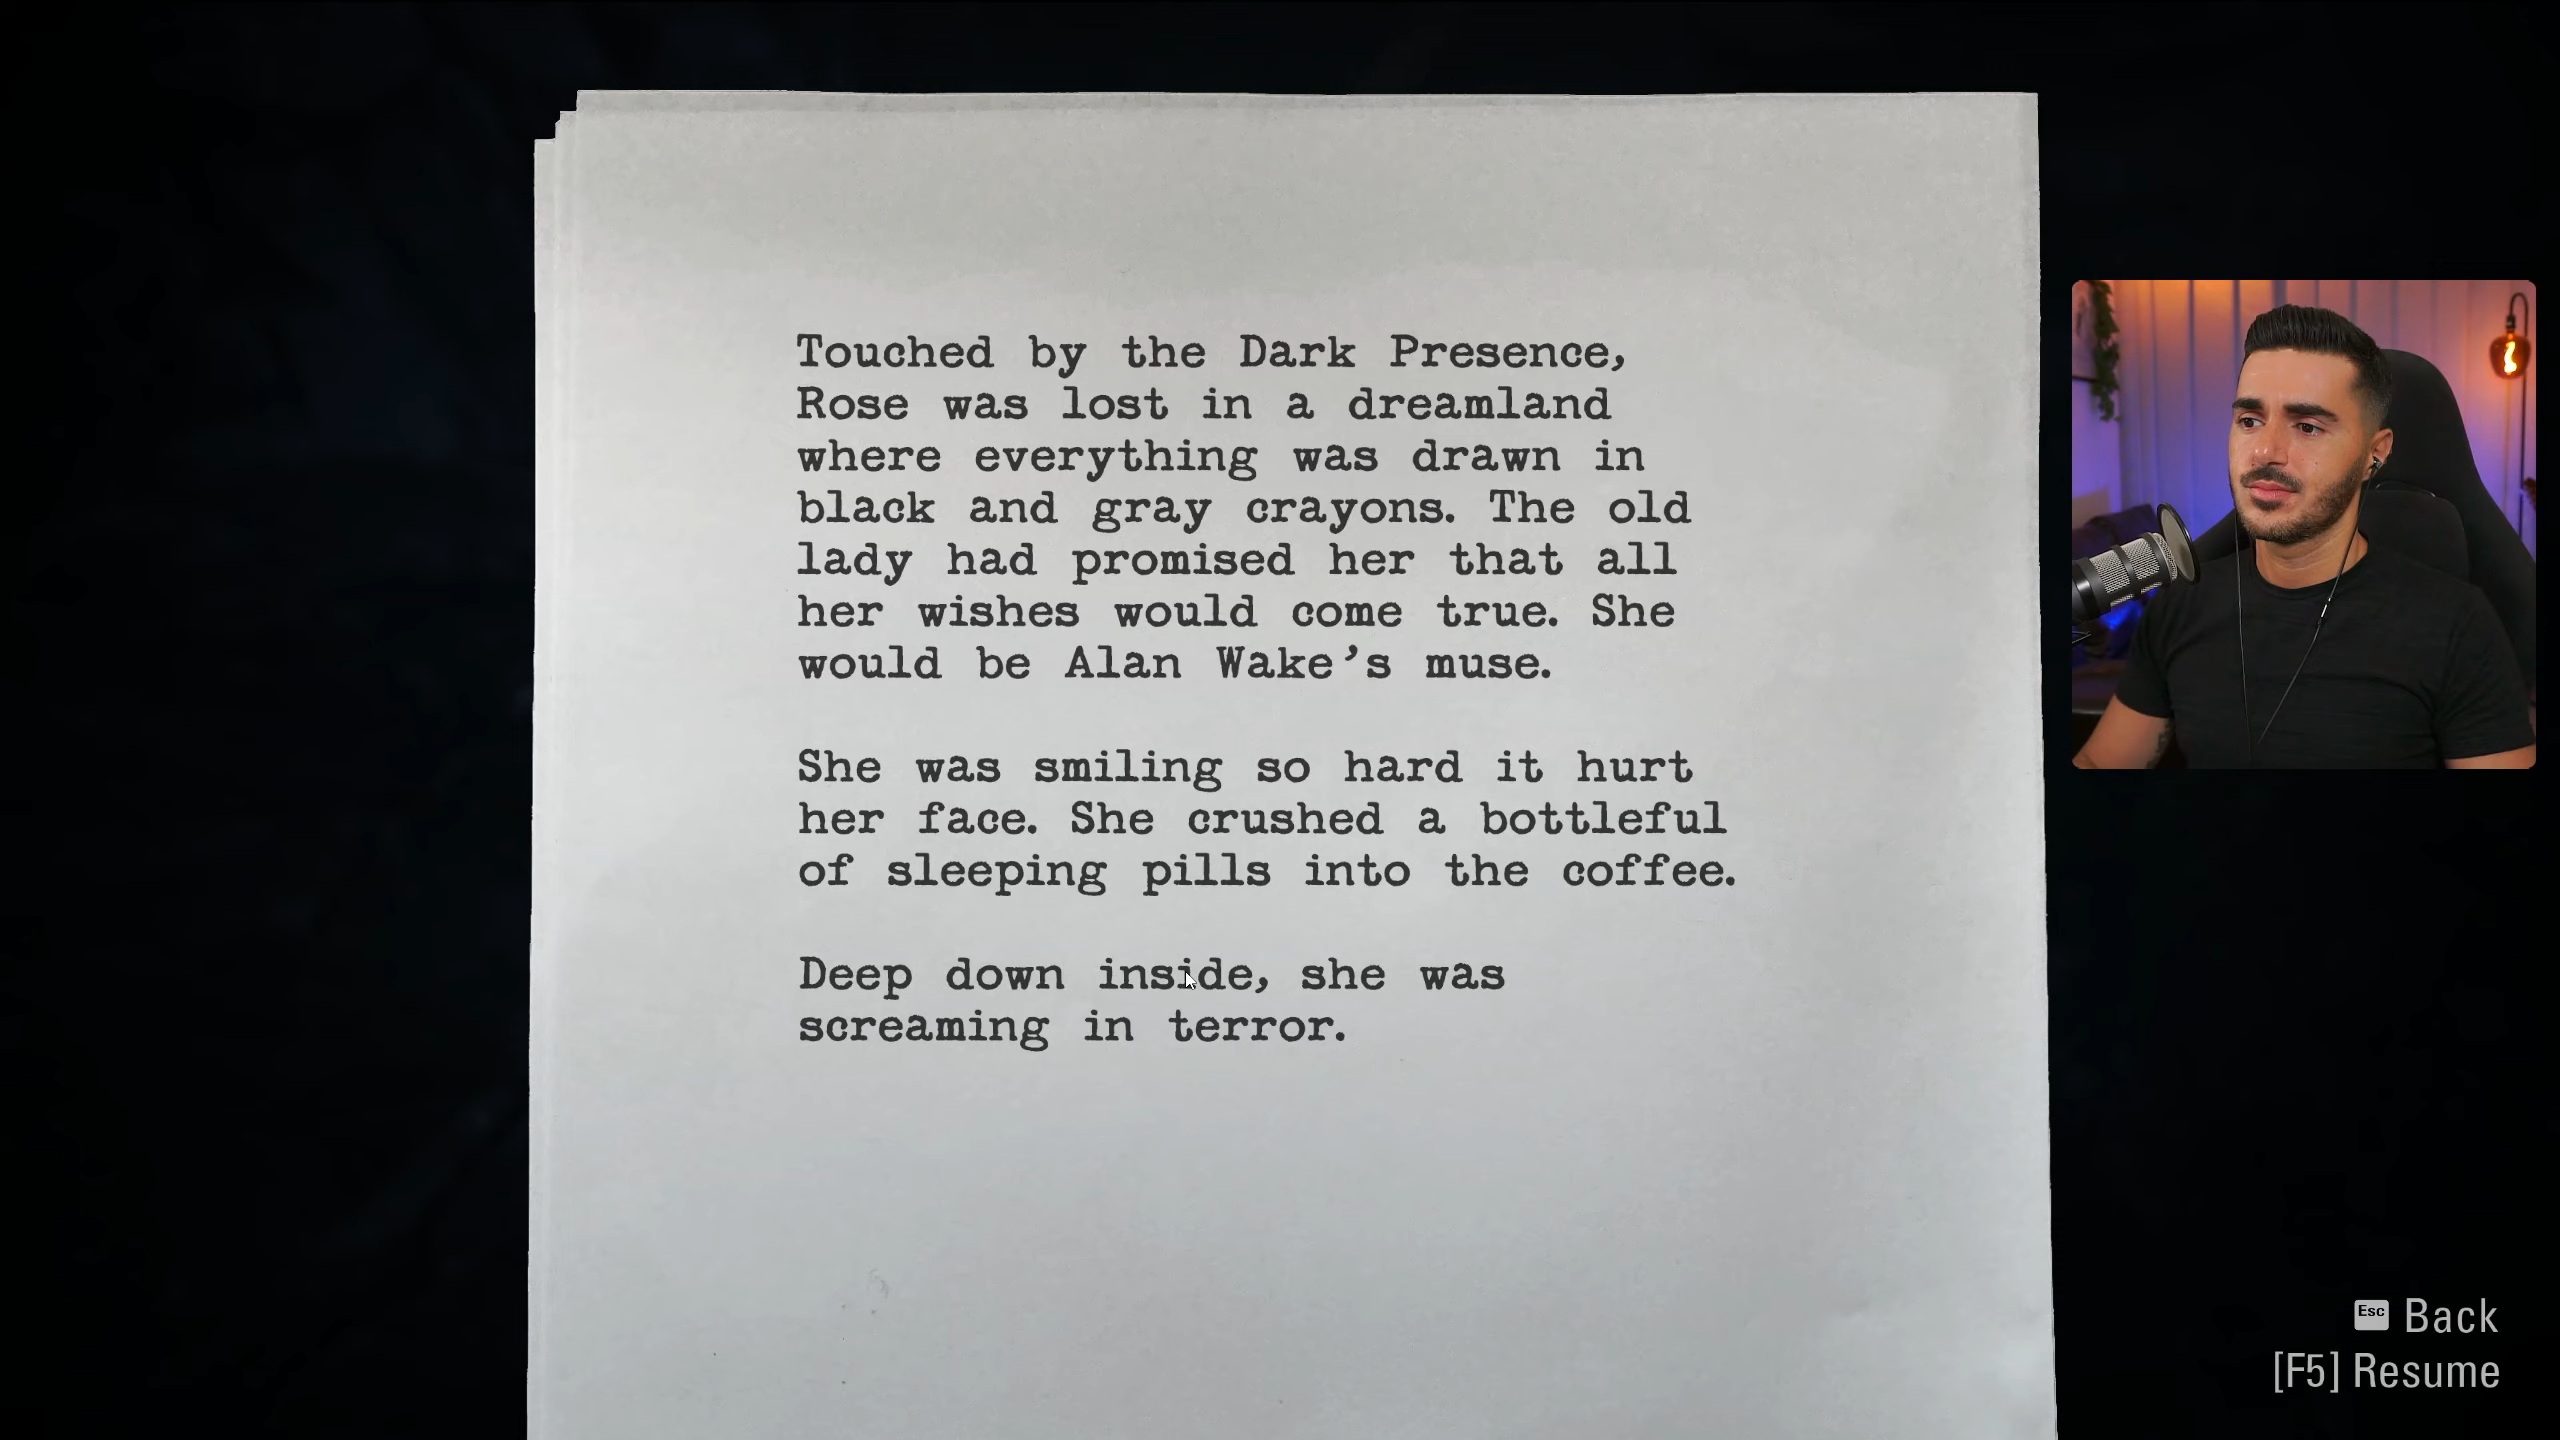 Touched by the Dark Presence,
Rose was lost in a dreamland
where everything was drawn in
black and gray crayons. The old
lady had promised her that all
her wishes would come true. She
would be Alan Wake’s muse.
She was smiling so hard it hurt
her face. She crushed a bottleful
of sleeping pills into the coffee.
Deep down inside, she was
screaming in terror.
Esc Back
[F5] Resume